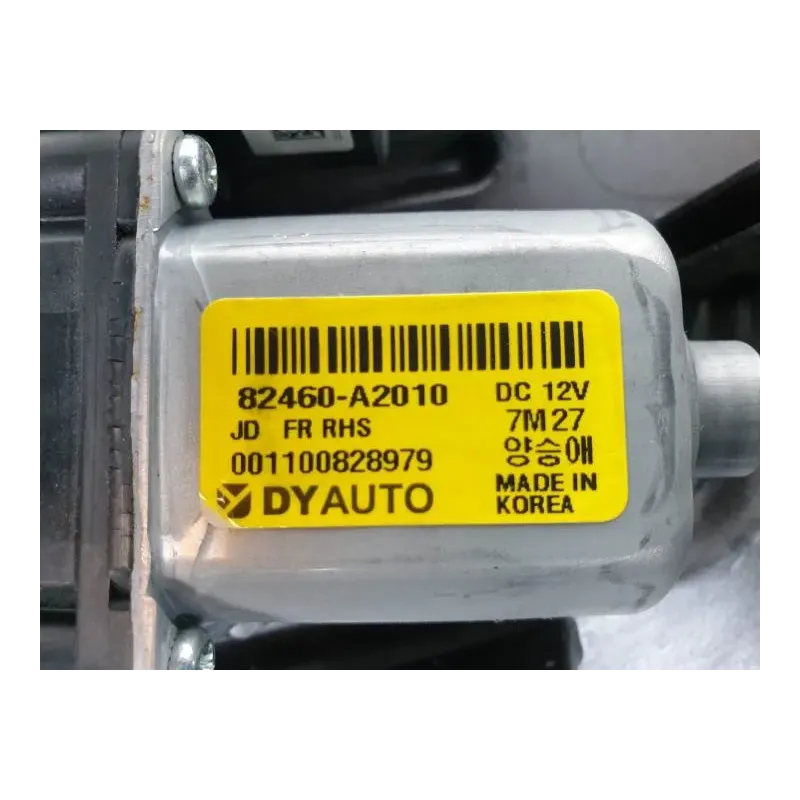 82460-A2010 DC 12V
JD FR RHS 7M27
001100828979 양승애
DYAUTO MADE IN
KOREA